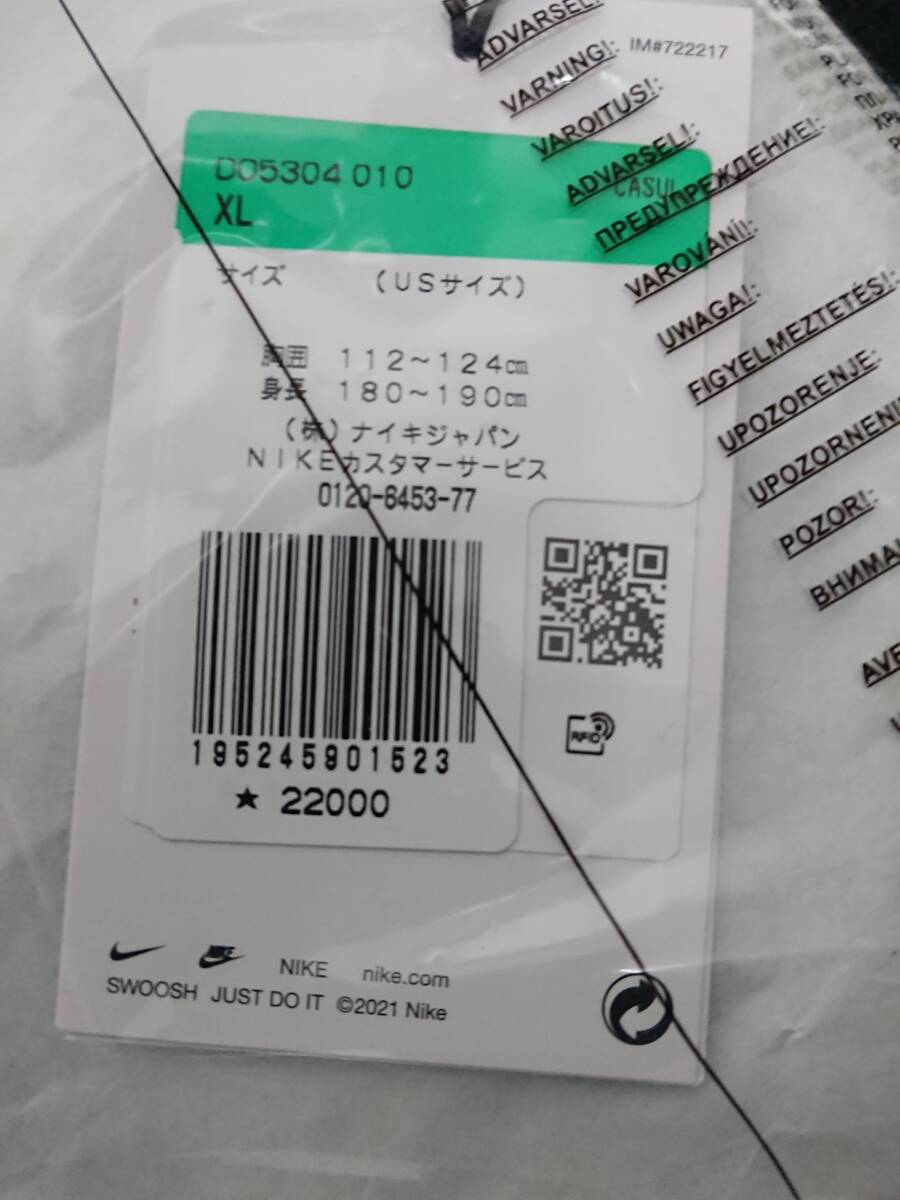 ADVARSEL!:
IM#722217
VARNING!:
VAROITUS!:
ADVARSEL!:
ПРЕДУПРЕЖДЕНИЕ!:
VAROVÁNÍ!:
UWAGA!:
FIGYELMEZTETÉS!:
UPOZORENJE:
POZOR!:
DO5304 010
CASUL
XL
サイズ (USサイズ)
胸囲 112~124cm
身長 180~190cm
(株)ナイキジャパン
NIKEカスタマーサービス
0120-6453-77
RFID
195245901523
★ 22000
NIKE nike.com
SWOOSH JUST DO IT ©2021 Nike